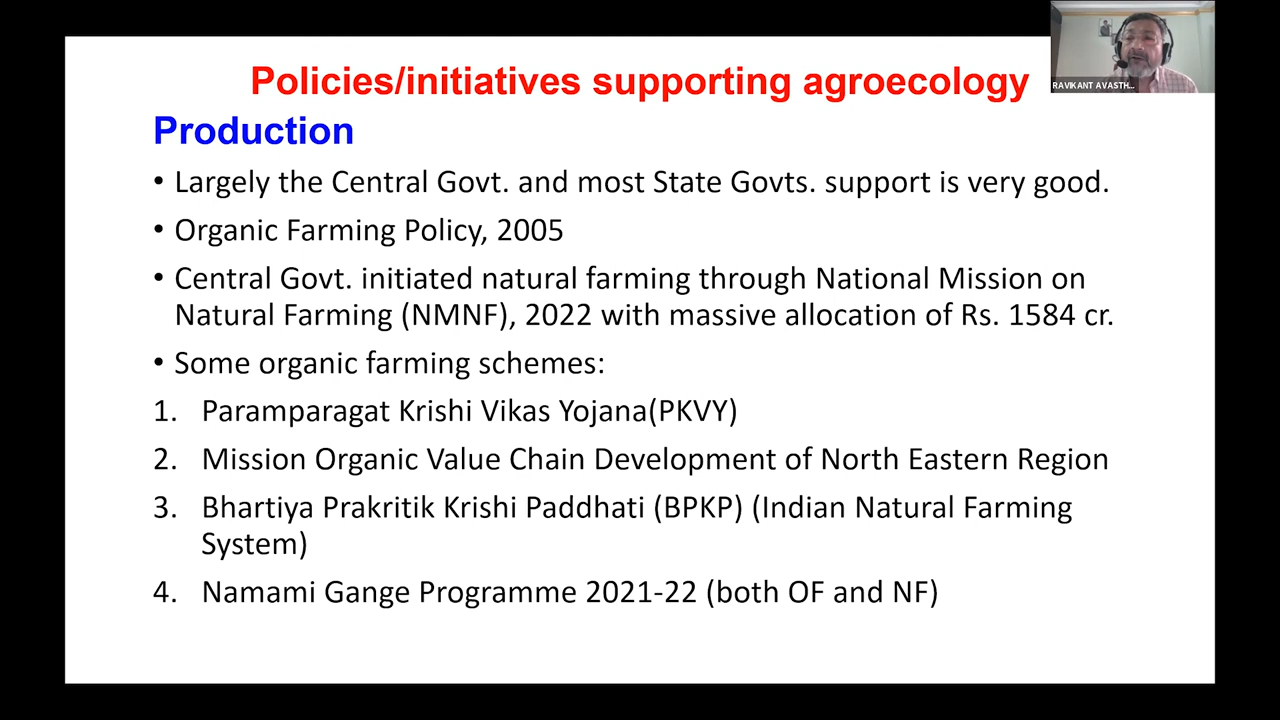 Policies/initiatives supporting agroecology
RAVIKANT AVASTH...
Production
• Largely the Central Govt. and most State Govts. support is very good.
• Organic Farming Policy, 2005
• Central Govt. initiated natural farming through National Mission on
Natural Farming (NMNF), 2022 with massive allocation of Rs. 1584 cr.
• Some organic farming schemes:
1. Paramparagat Krishi Vikas Yojana(PKVY)
2. Mission Organic Value Chain Development of North Eastern Region
3. Bhartiya Prakritik Krishi Paddhati (BPKP) (Indian Natural Farming
System)
4. Namami Gange Programme 2021-22 (both OF and NF)